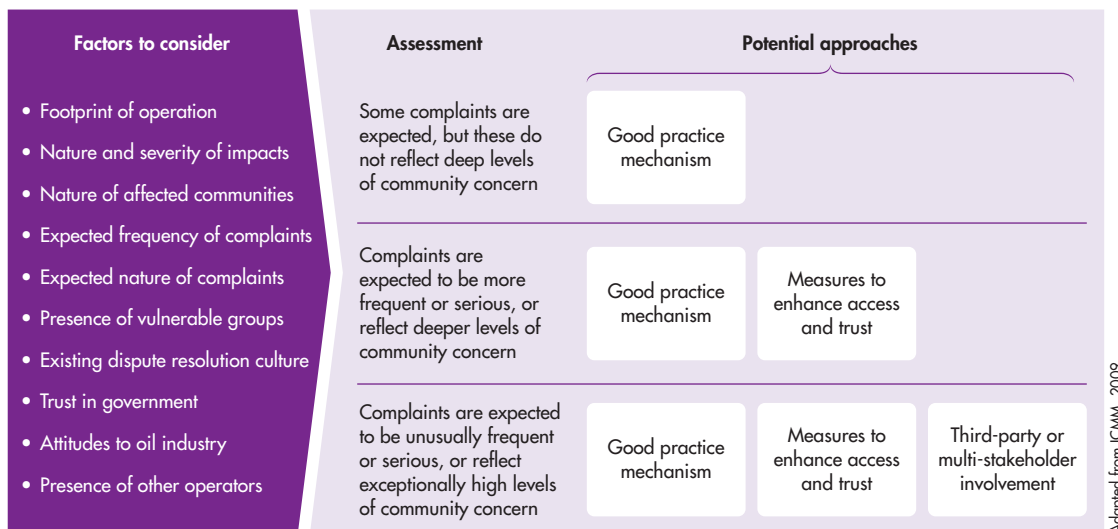 Factors to consider
• Footprint of operation
• Nature and severity of impacts
• Nature of affected communities
• Expected frequency of complaints
• Expected nature of complaints
• Presence of vulnerable groups
• Existing dispute resolution culture
• Trust in government
• Attitudes to oil industry
• Presence of other operators
Assessment
Potential approaches
Some complaints are
expected, but these do
not reflect deep levels
of community concern
Good practice
mechanism
Complaints are
expected to be more
frequent or serious, or
reflect deeper levels of
community concern
Good practice
mechanism
Measures to
enhance access
and trust
Complaints are expected
to be unusually frequent
or serious, or reflect
exceptionally high levels
of community concern
Good practice
mechanism
Measures to
enhance access
and trust
Third-party or
multi-stakeholder
involvement
from ICMM, 2009